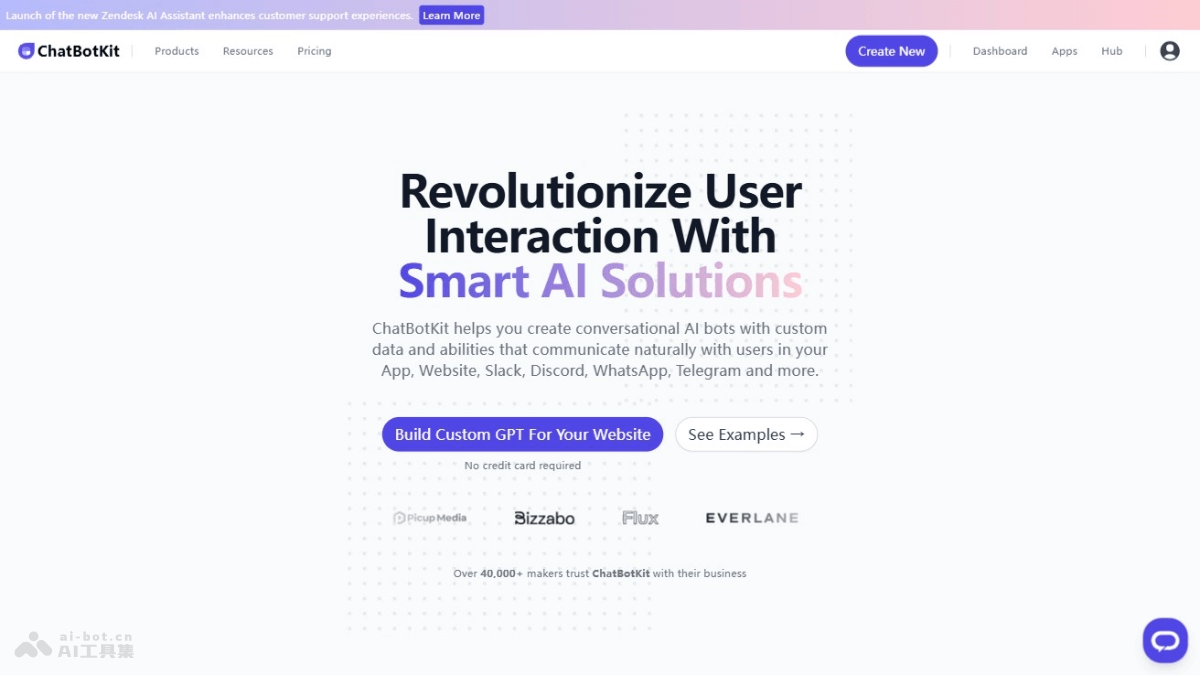 Launch of the new Zendesk AI Assistant enhances customer support experiences. Learn More
ChatBotKit Products Resources Pricing Create New Dashboard Apps Hub
Revolutionize User
Interaction With
Smart AI Solutions
ChatBotKit helps you create conversational AI bots with custom
data and abilities that communicate naturally with users in your
App, Website, Slack, Discord, WhatsApp, Telegram and more.
Build Custom GPT For Your Website See Examples →
No credit card required
Picup Media Bizzabo Flux EVERLANE
Over 40,000+ makers trust ChatBotKit with their business
ai-bot.cn
AI工具集